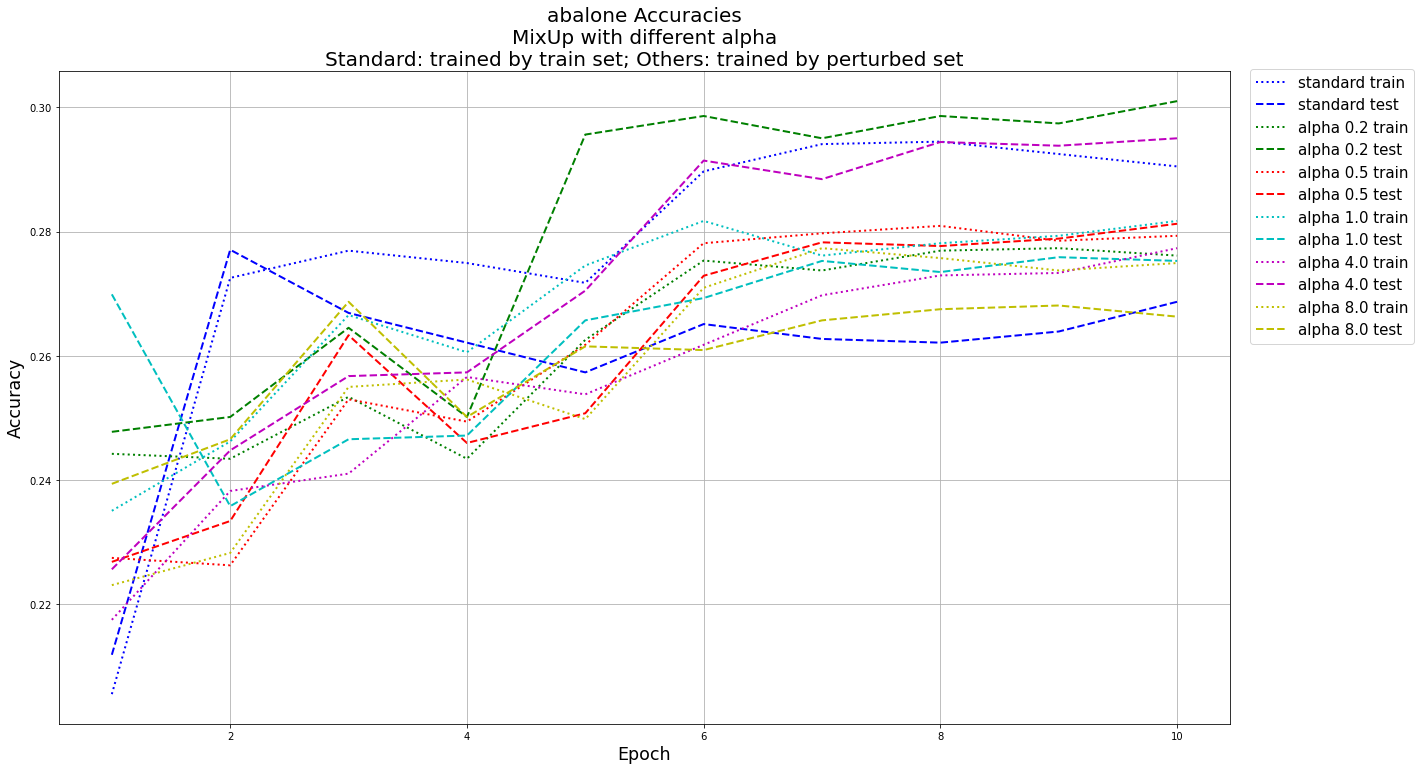 abalone Accuracies
MixUp with different alpha
Standard: trained by train set; Others: trained by perturbed set
Accuracy
0.30
0.28
0.26
0.24
0.22
2 4 6 8 10
Epoch
standard train
standard test
alpha 0.2 train
alpha 0.2 test
alpha 0.5 train
alpha 0.5 test
alpha 1.0 train
alpha 1.0 test
alpha 4.0 train
alpha 4.0 test
alpha 8.0 train
alpha 8.0 test